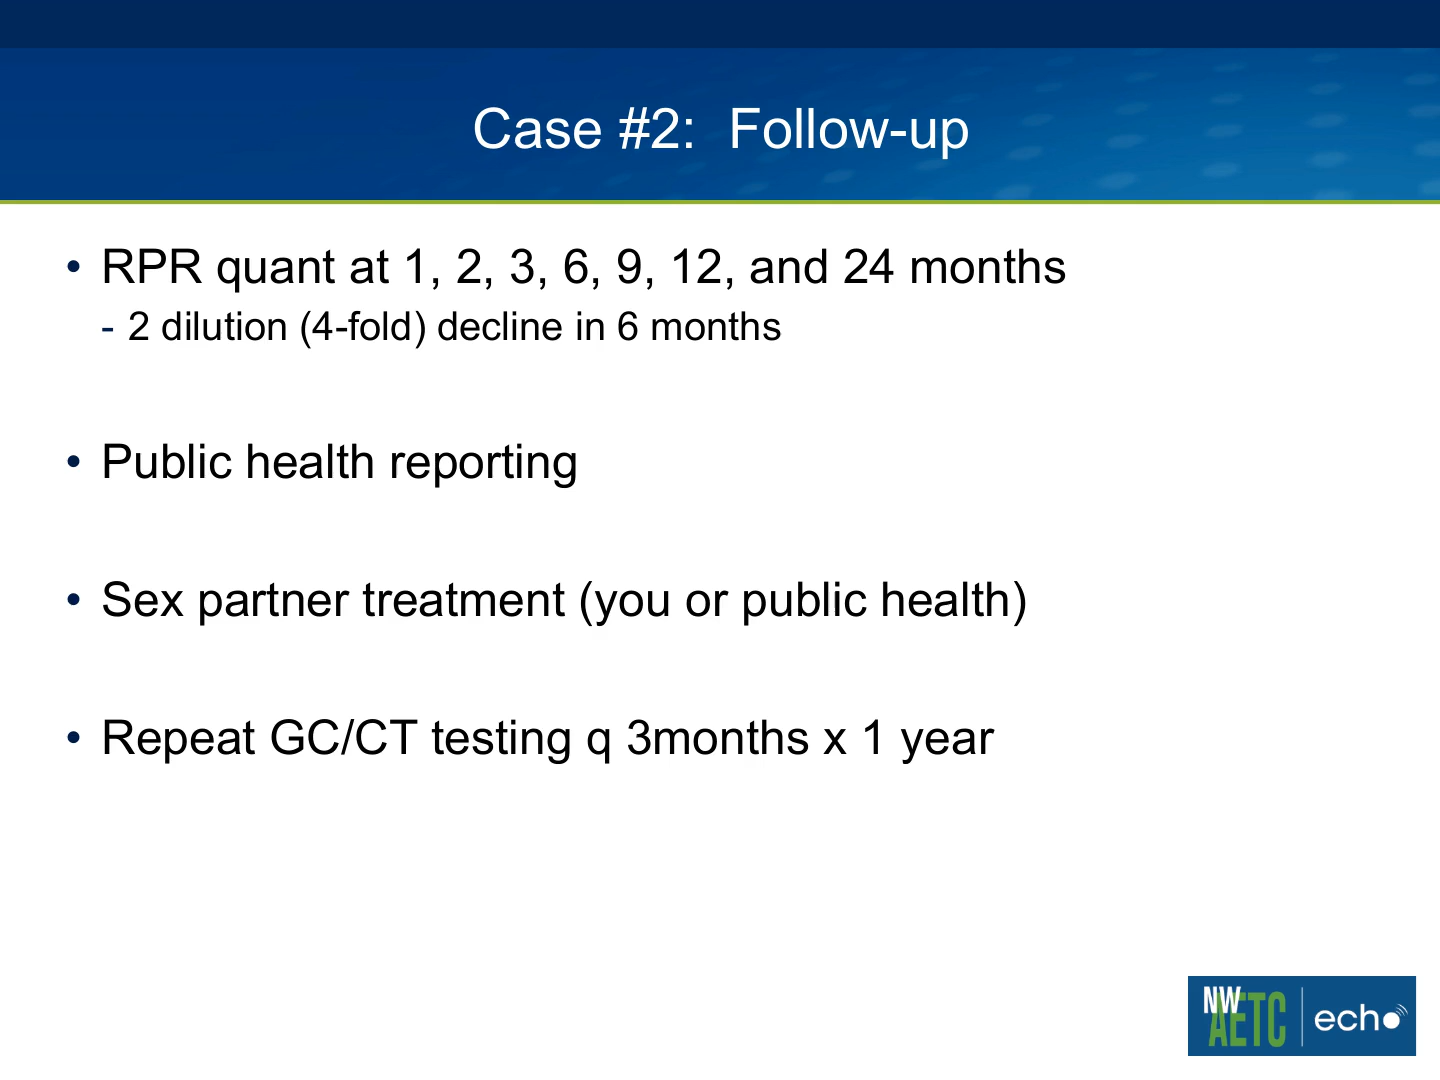 Case #2:  Follow-up
• RPR quant at 1, 2, 3, 6, 9, 12, and 24 months
- 2 dilution (4-fold) decline in 6 months
• Public health reporting
• Sex partner treatment (you or public health)
• Repeat GC/CT testing q 3months x 1 year
NW
AETC
echo